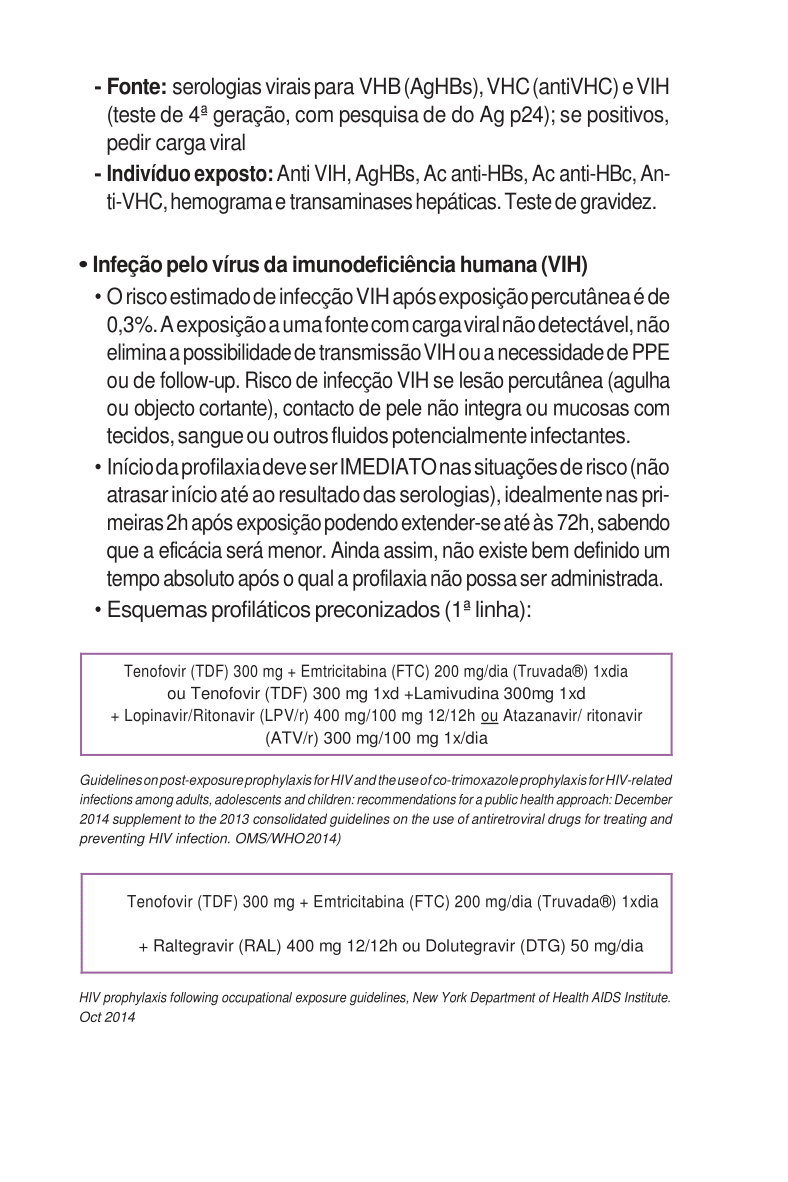 - Fonte: serologias virais para VHB (AgHBs), VHC (antiVHC) e VIH
(teste de 4ª geração, com pesquisa de do Ag p24); se positivos,
pedir carga viral
- Indivíduo exposto: Anti VIH, AgHBs, Ac anti-HBs, Ac anti-HBc, An-
ti-VHC, hemograma e transaminases hepáticas. Teste de gravidez.
• Infeção pelo vírus da imunodeficiência humana (VIH)
• O risco estimado de infecção VIH após exposição percutânea é de
0,3%. A exposição a uma fonte com carga viral não detectável, não
elimina a possibilidade de transmissão VIH ou a necessidade de PPE
ou de follow-up. Risco de infecção VIH se lesão percutânea (agulha
ou objecto cortante), contacto de pele não integra ou mucosas com
tecidos, sangue ou outros fluidos potencialmente infectantes.
• Início da profilaxia deve ser IMEDIATO nas situações de risco (não
atrasar início até ao resultado das serologias), idealmente nas pri-
meiras 2h após exposição podendo extender-se até às 72h, sabendo
que a eficácia será menor. Ainda assim, não existe bem definido um
tempo absoluto após o qual a profilaxia não possa ser administrada.
• Esquemas profiláticos preconizados (1ª linha):
Tenofovir (TDF) 300 mg + Emtricitabina (FTC) 200 mg/dia (Truvada®) 1xdia
ou Tenofovir (TDF) 300 mg 1xd +Lamivudina 300mg 1xd
+ Lopinavir/Ritonavir (LPV/r) 400 mg/100 mg 12/12h ou Atazanavir/ ritonavir
(ATV/r) 300 mg/100 mg 1x/dia
Guidelines on post-exposure prophylaxis for HIV and the use of co-trimoxazole prophylaxis for HIV-related
infections among adults, adolescents and children: recommendations for a public health approach: December
2014 supplement to the 2013 consolidated guidelines on the use of antiretroviral drugs for treating and
preventing HIV infection. OMS/WHO 2014)
Tenofovir (TDF) 300 mg + Emtricitabina (FTC) 200 mg/dia (Truvada®) 1xdia
+ Raltegravir (RAL) 400 mg 12/12h ou Dolutegravir (DTG) 50 mg/dia
HIV prophylaxis following occupational exposure guidelines, New York Department of Health AIDS Institute.
Oct 2014